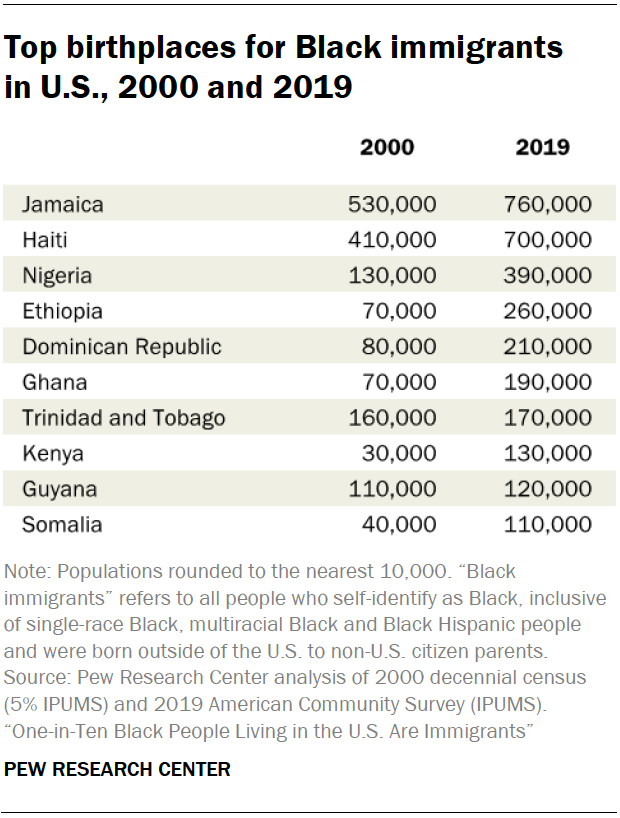 Top birthplaces for Black immigrants
in U.S., 2000 and 2019
2000 2019
Jamaica 530,000 760,000
Haiti 410,000 700,000
Nigeria 130,000 390,000
Ethiopia 70,000 260,000
Dominican Republic 80,000 210,000
Ghana 70,000 190,000
Trinidad and Tobago 160,000 170,000
Kenya 30,000 130,000
Guyana 110,000 120,000
Somalia 40,000 110,000
Note: Populations rounded to the nearest 10,000. “Black
immigrants” refers to all people who self-identify as Black, inclusive
of single-race Black, multiracial Black and Black Hispanic people
and were born outside of the U.S. to non-U.S. citizen parents.
Source: Pew Research Center analysis of 2000 decennial census
(5% IPUMS) and 2019 American Community Survey (IPUMS).
“One-in-Ten Black People Living in the U.S. Are Immigrants”
PEW RESEARCH CENTER